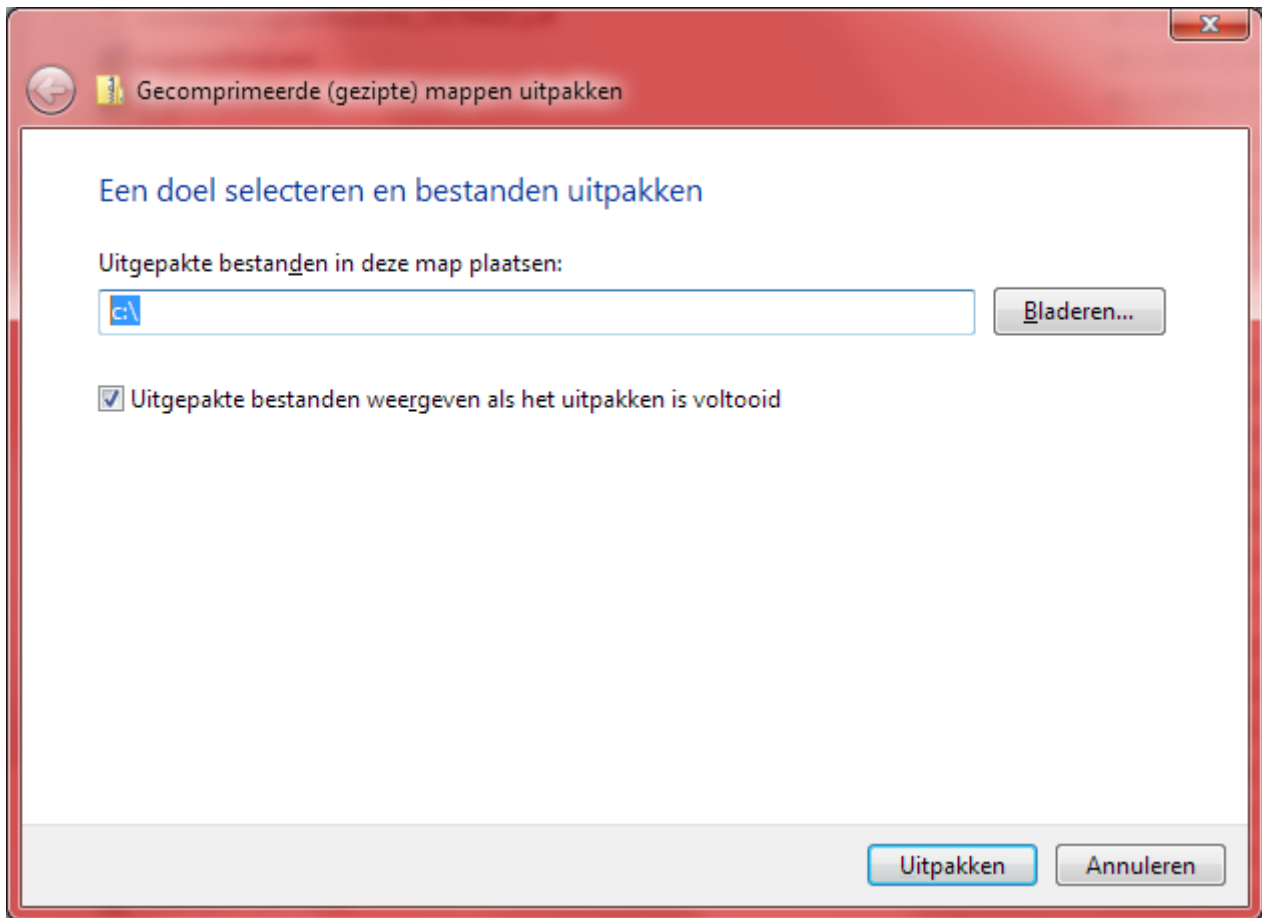 Gecomprimeerde (gezipte) mappen uitpakken
Een doel selecteren en bestanden uitpakken
Uitgepakte bestanden in deze map plaatsen:
c:\
Bladeren...
Uitgepakte bestanden weergeven als het uitpakken is voltooid
Uitpakken
Annuleren